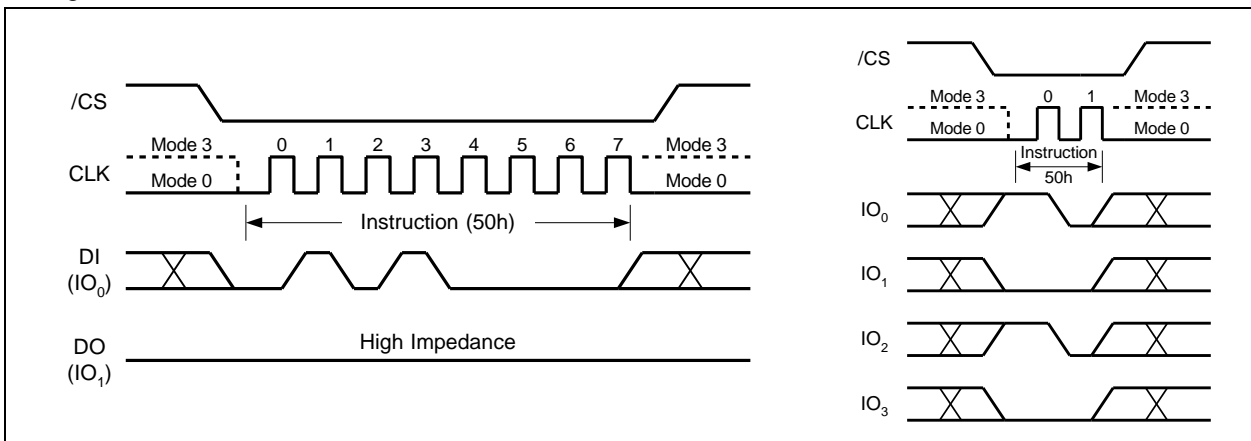 /CS
Mode 3 0 1 2 3 4 5 6 7 Mode 3
CLK
Mode 0 Mode 0
Instruction (50h)
DI
(IO0)
High Impedance
DO
(IO1)
/CS
Mode 3 0 1 Mode 3
CLK
Mode 0 Mode 0
Instruction
50h
IO0
IO1
IO2
IO3